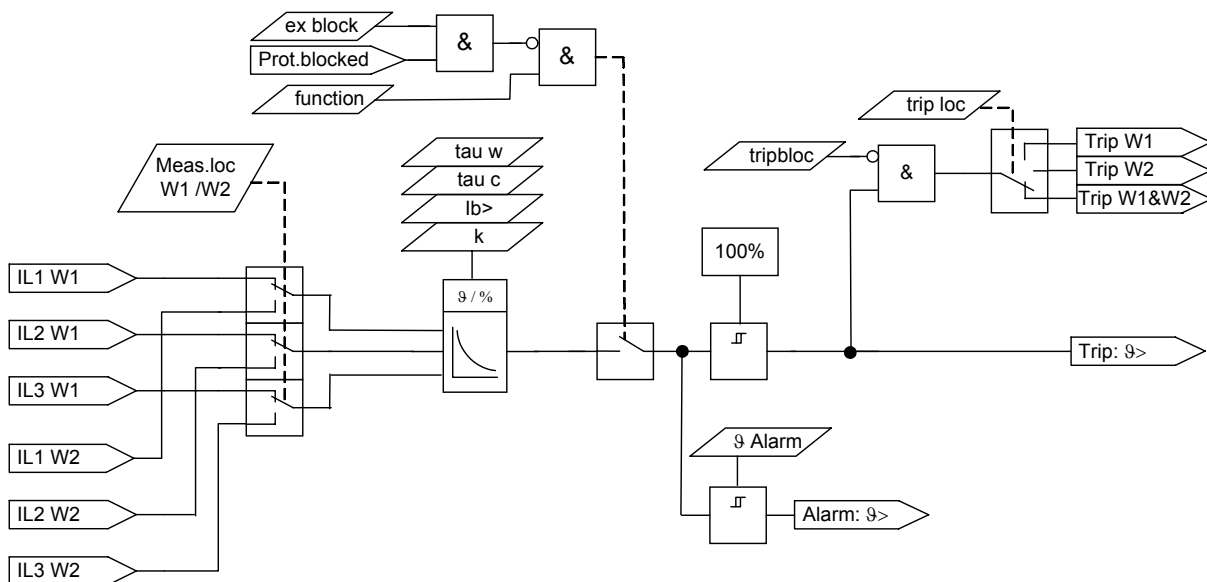 ex block
&
Prot.blocked
&
function
trip loc
tau w
Trip W1
Meas.loc
tripbloc
Trip W2
W1 /W2
tau c
&
Trip W1&W2
Ib>
k
100%
IL1 W1
ϑ / %
IL2 W1
Trip: ϑ>
IL3 W1
ϑ Alarm
IL1 W2
IL2 W2
Alarm: ϑ>
IL3 W2